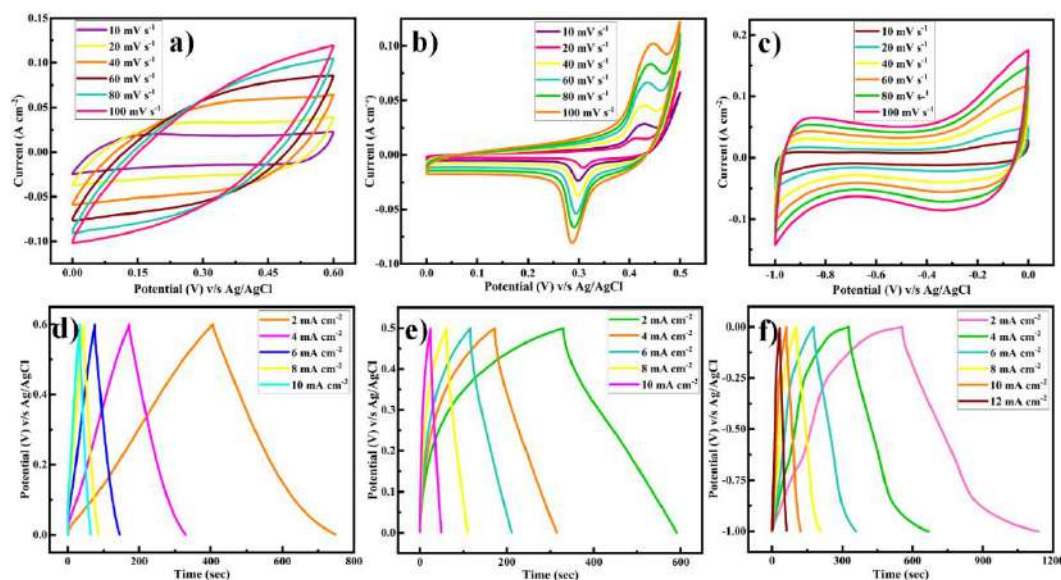 a)
10 mV s⁻¹
20 mV s⁻¹
40 mV s⁻¹
60 mV s⁻¹
80 mV s⁻¹
100 mV s⁻¹
0.15
0.10
0.05
0.00
-0.05
-0.10
Current (A cm⁻²)
0.00 0.15 0.30 0.45 0.60
Potential (V) v/s Ag/AgCl
b)
10 mV s⁻¹
20 mV s⁻¹
40 mV s⁻¹
60 mV s⁻¹
80 mV s⁻¹
100 mV s⁻¹
0.10
0.05
0.00
-0.05
-0.10
Current (A cm⁻²)
0.0 0.1 0.2 0.3 0.4 0.5
Potential (V) v/s Ag/AgCl
c)
10 mV s⁻¹
20 mV s⁻¹
40 mV s⁻¹
60 mV s⁻¹
80 mV s-¹
100 mV s⁻¹
0.2
0.1
0.0
-0.1
Current (A cm⁻²)
-1.0 -0.8 -0.6 -0.4 -0.2 0.0
Potential (V) v/s Ag/AgCl
d)
2 mA cm⁻²
4 mA cm⁻²
6 mA cm⁻²
8 mA cm⁻²
10 mA cm⁻²
0.6
0.4
0.2
0.0
Potential (V) v/s Ag/AgCl
0 200 400 600 800
Time (sec)
e)
2 mA cm⁻²
4 mA cm⁻²
6 mA cm⁻²
8 mA cm⁻²
10 mA cm⁻²
0.5
0.4
0.3
0.2
0.1
0.0
Potential (V) v/s Ag/AgCl
0 200 400 600
Time (sec)
f)
2 mA cm⁻²
4 mA cm⁻²
6 mA cm⁻²
8 mA cm⁻²
10 mA cm⁻²
12 mA cm⁻²
0.00
-0.25
-0.50
-0.75
-1.00
Potential (V) v/s Ag/AgCl
0 300 600 900 1200
Time (sec)